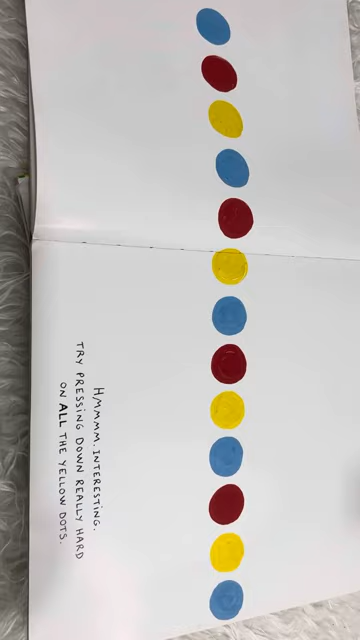 HMMMM. INTERESTING.
TRY PRESSING DOWN REALLY HARD
ON ALL THE YELLOW DOTS.